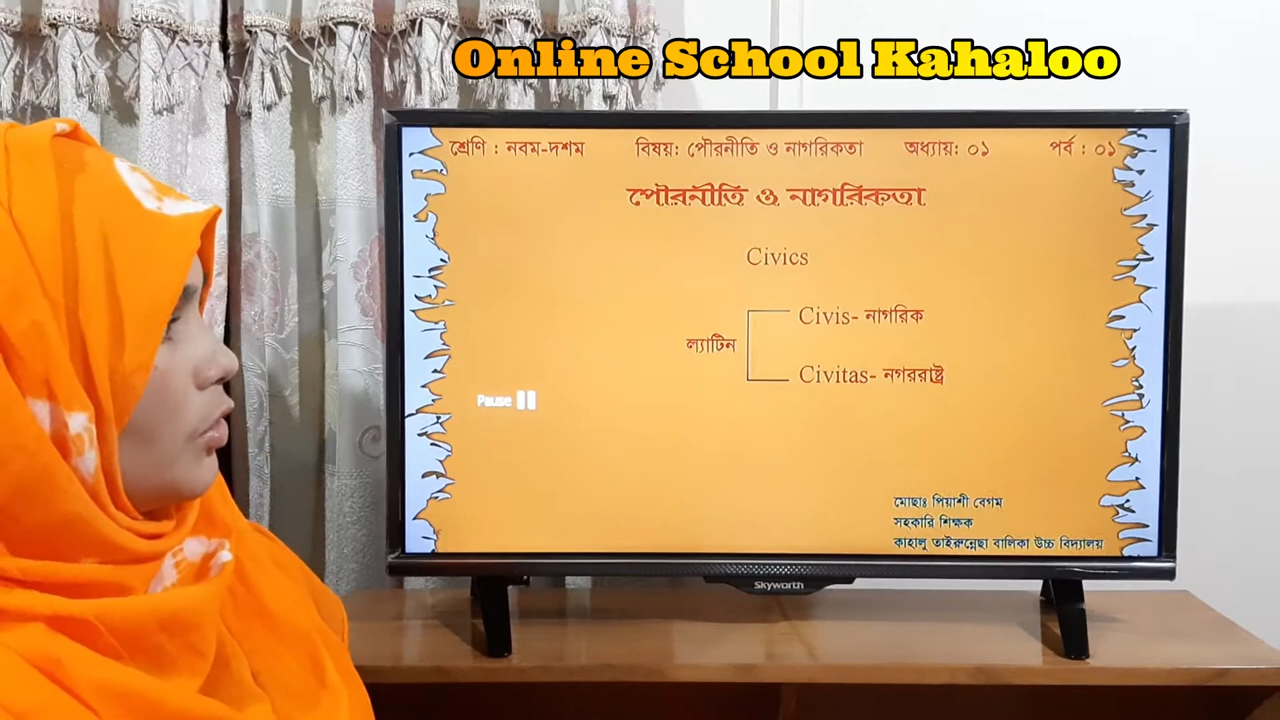 Online School Kahaloo
শ্রেণি : নবম-দশম বিষয়: পৌরনীতি ও নাগরিকতা অধ্যায়: ০১ পর্ব : ০১
পৌরনীতি ও নাগরিকতা
Civics
ল্যাটিন
Civis- নাগরিক
Civitas- নগররাষ্ট্র
Pause
মোছাঃ পিয়াশী বেগম
সহকারি শিক্ষক
কাহালু তাইরুন্নেছা বালিকা উচ্চ বিদ্যালয়
Skyworth